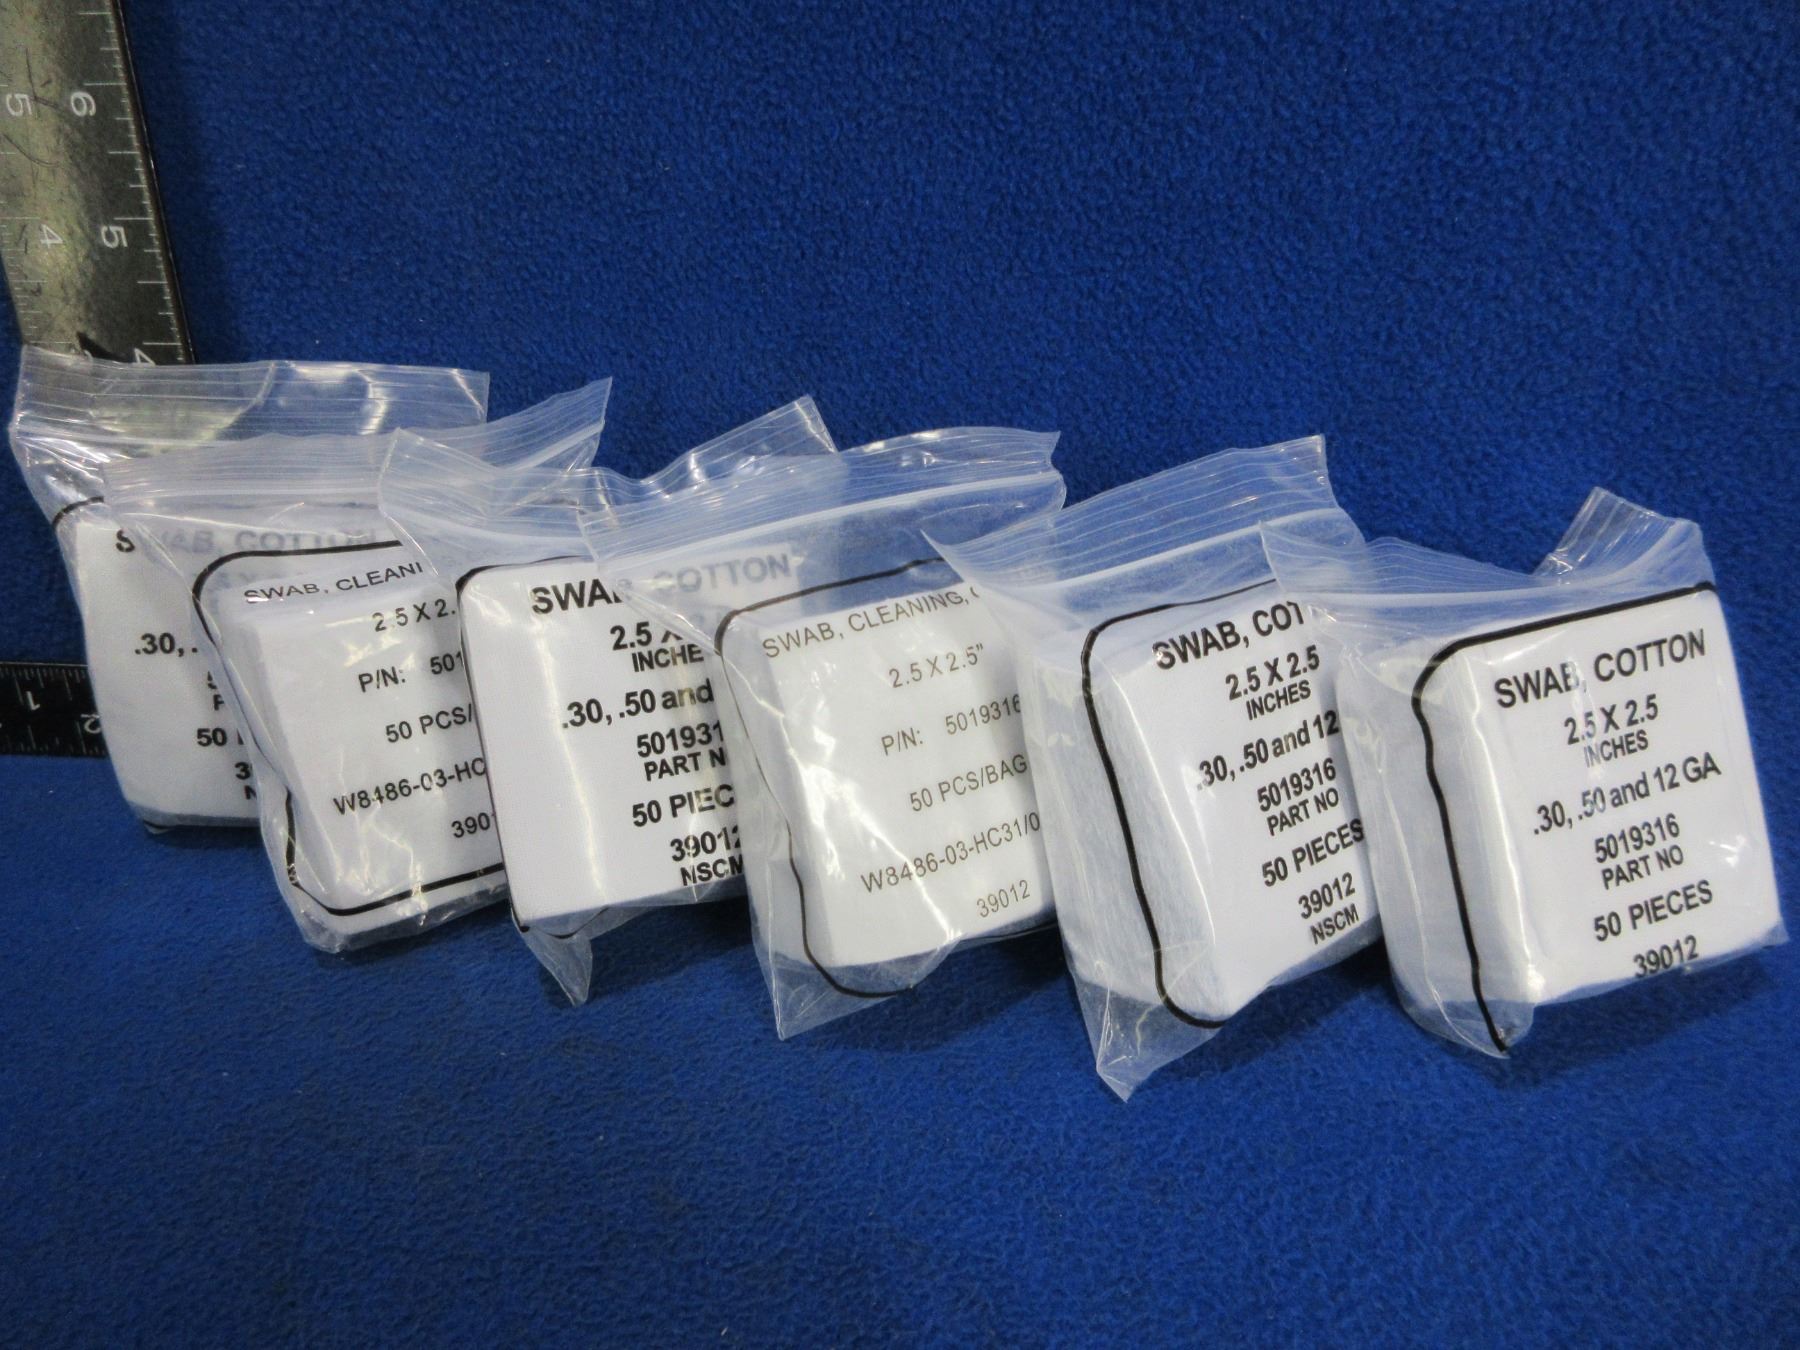 6
5
5
4
4
1
2
SWAB, COTTON
.30, .
50
SWAB, CLEANI
2.5 X 2.
P/N: 501
50 PCS/
W8486-03-HC
390
SWAB, COTTON
2.5 X
INCHE
.30, .50 and
501931
PART N
50 PIEC
39012
NSCM
SWAB, CLEANING,
2.5 X 2.5"
P/N: 5019316
50 PCS/BAG
W8486-03-HC31/0
39012
SWAB, COT
2.5 X 2.5
INCHES
.30, .50 and 12
5019316
PART NO
50 PIECES
39012
NSCM
SWAB, COTTON
2.5 X 2.5
INCHES
.30, .50 and 12 GA
5019316
PART NO
50 PIECES
39012